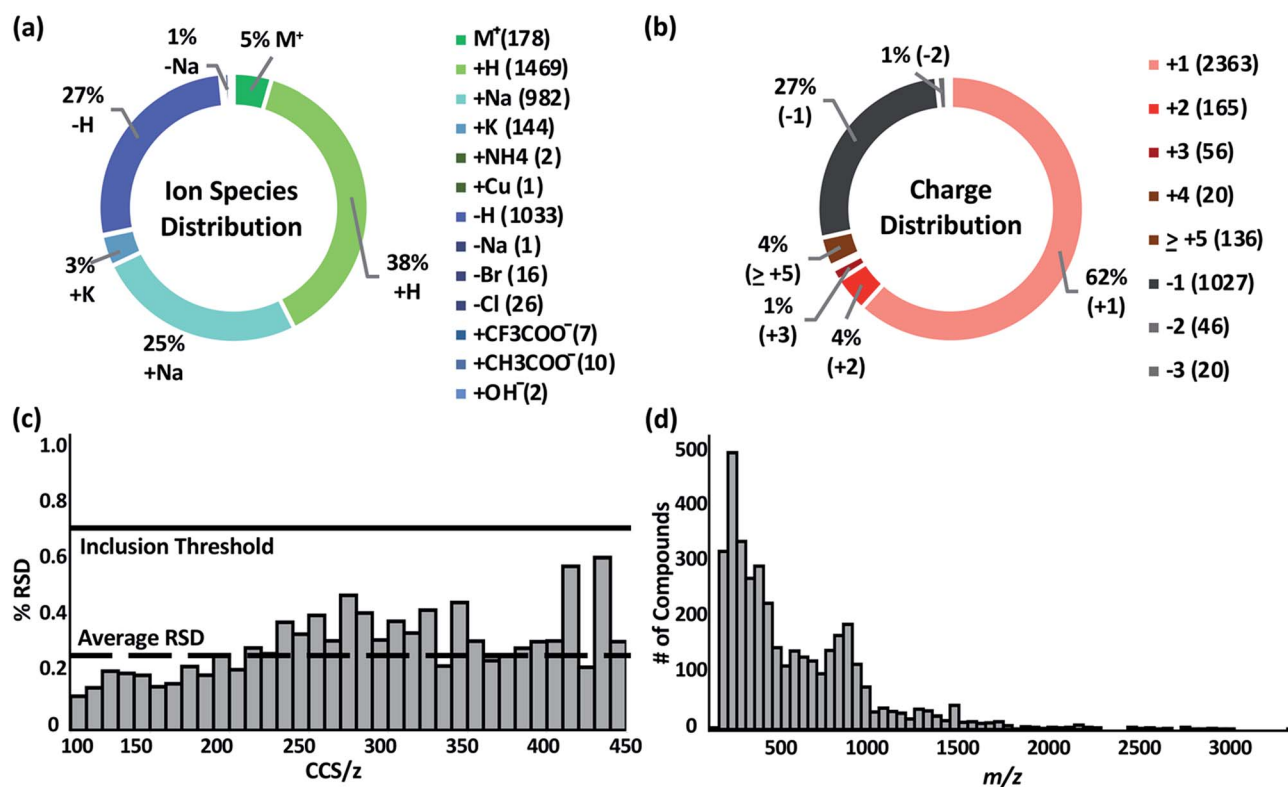 (a)
1%
-Na
5% M⁺
27%
-H
Ion Species
Distribution
3%
+K
25%
+Na
38%
+H
M⁺(178)
+H (1469)
+Na (982)
+K (144)
+NH4 (2)
+Cu (1)
-H (1033)
-Na (1)
-Br (16)
-Cl (26)
+CF3COO⁻(7)
+CH3COO⁻(10)
+OH⁻(2)
(b)
1% (-2)
27%
(-1)
Charge
Distribution
4%
(≥ +5)
1%
(+3)
4%
(+2)
62%
(+1)
+1 (2363)
+2 (165)
+3 (56)
+4 (20)
≥ +5 (136)
-1 (1027)
-2 (46)
-3 (20)
(c)
% RSD
1.0
0.8
0.6
0.4
0.2
0
Inclusion Threshold
Average RSD
100 150 200 250 300 350 400 450
CCS/z
(d)
# of Compounds
500
400
300
200
100
0
500 1000 1500 2000 2500 3000
m/z